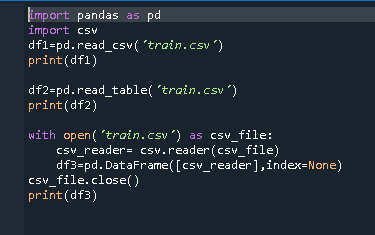 import pandas as pd
import csv
df1=pd.read_csv('train.csv')
print(df1)
df2=pd.read_table('train.csv')
print(df2)
with open('train.csv') as csv_file:
    csv_reader= csv.reader(csv_file)
    df3=pd.DataFrame([csv_reader],index=None)
csv_file.close()
print(df3)